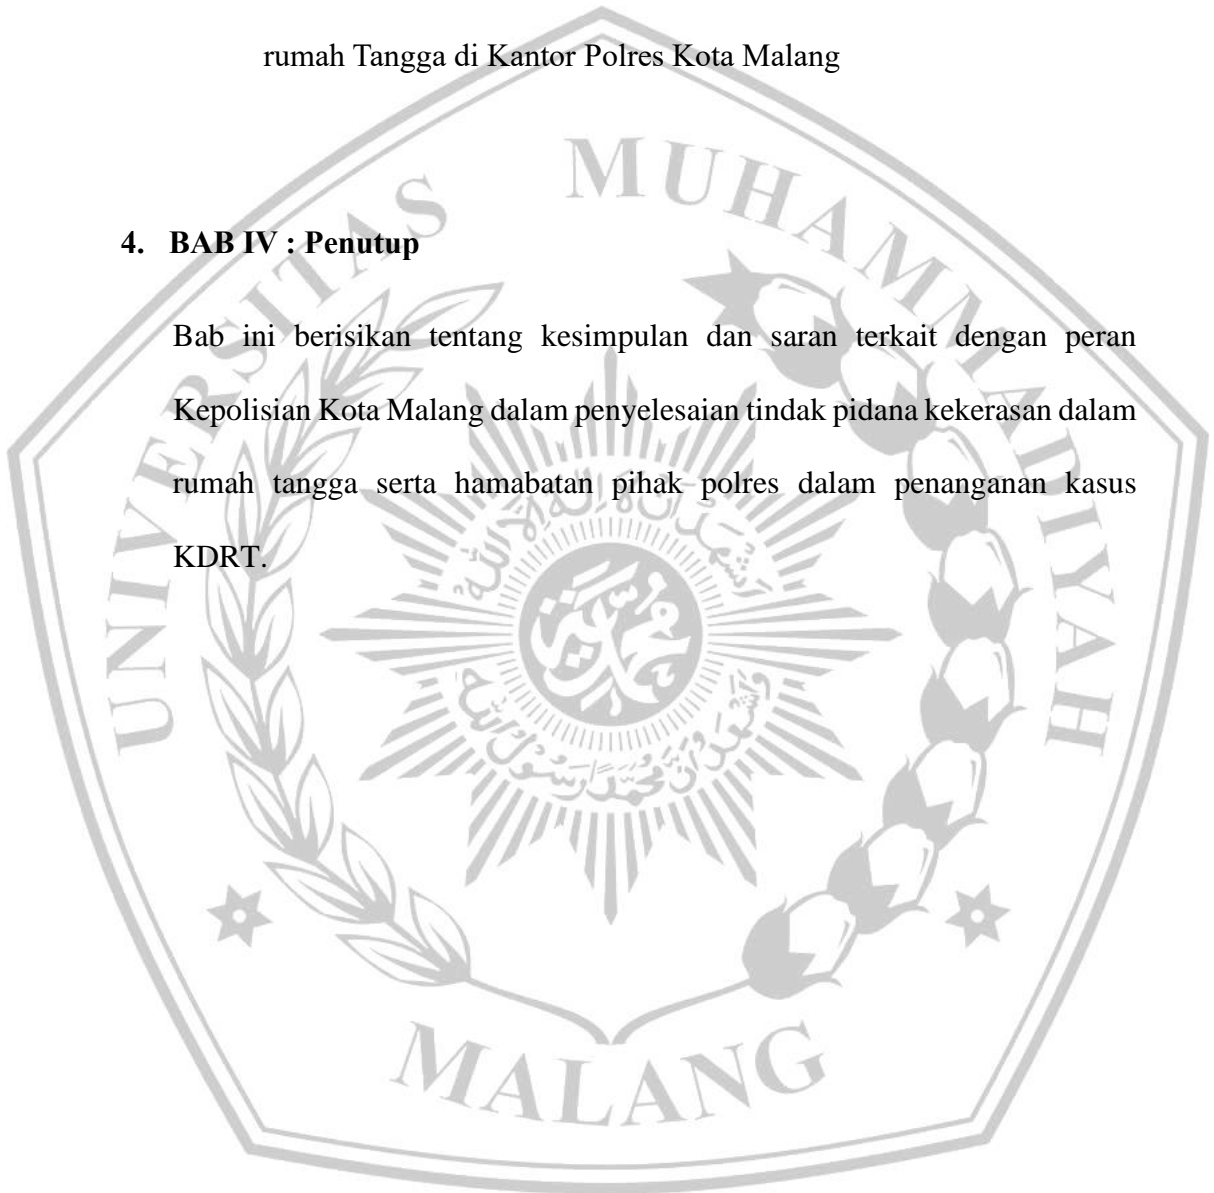 rumah Tangga di Kantor Polres Kota Malang
4. BAB IV : Penutup
Bab ini berisikan tentang kesimpulan dan saran terkait dengan peran
Kepolisian Kota Malang dalam penyelesaian tindak pidana kekerasan dalam
rumah tangga serta hamabatan pihak polres dalam penanganan kasus
KDRT.
UNIVERSITAS MUHAMMADIYAH
MALANG